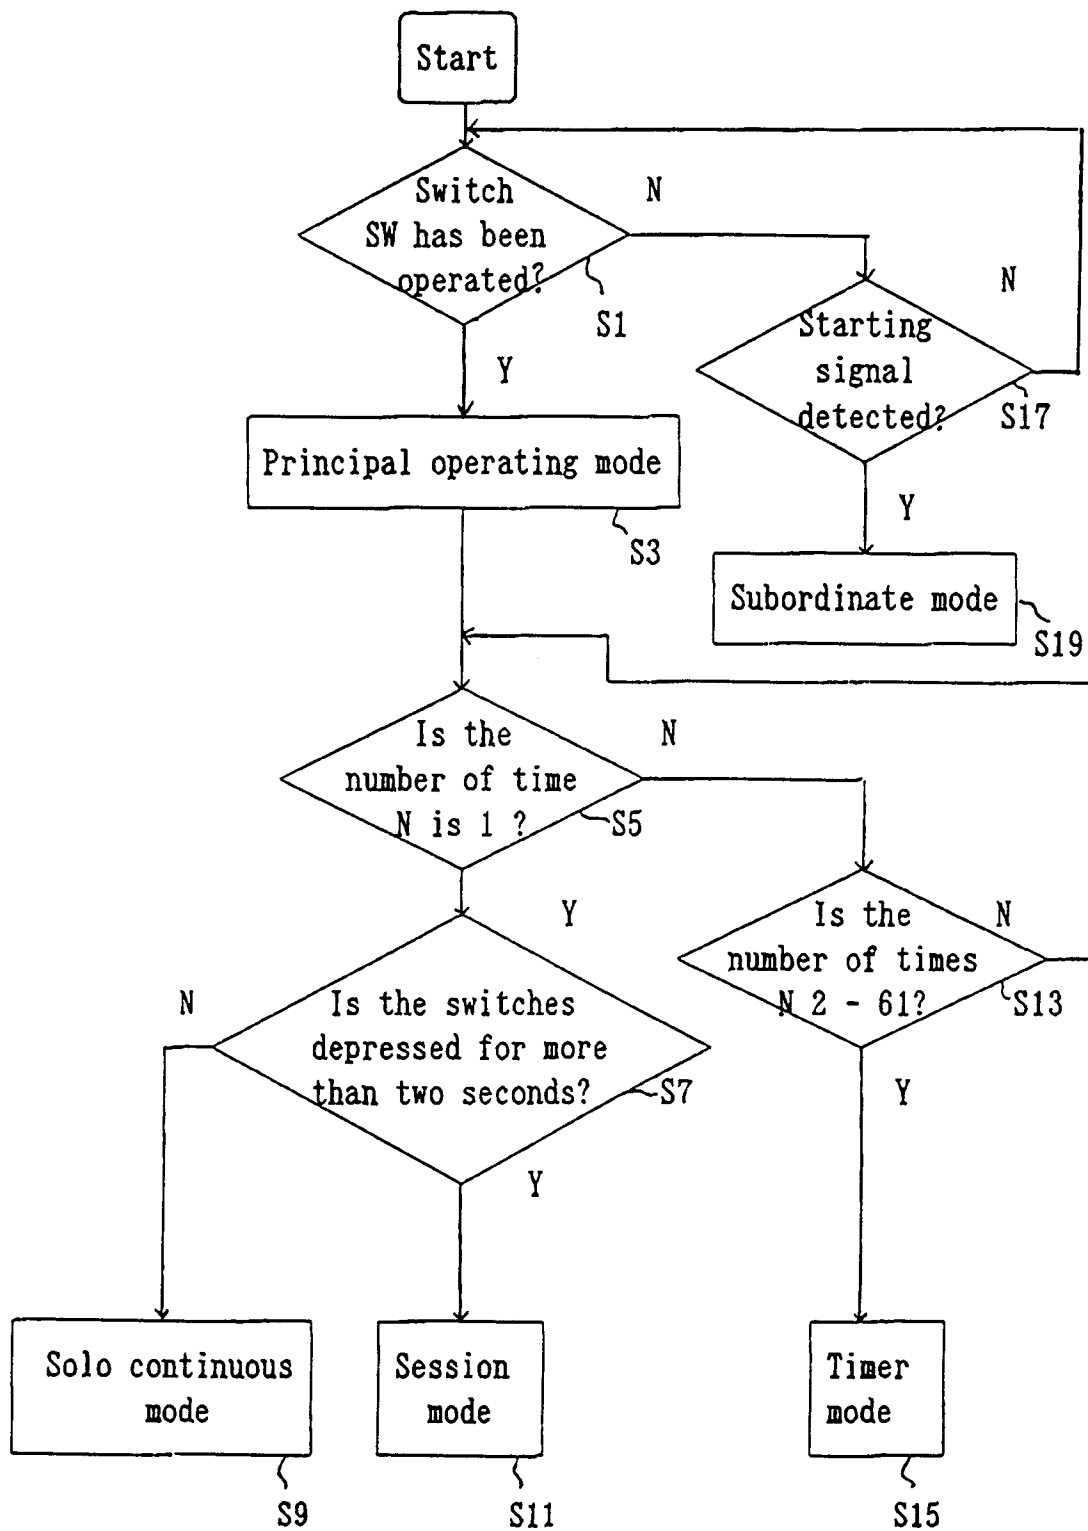 Start
Switch
SW has been
operated?
N
S1
Y
Starting
signal
detected?
N
S17
Y
Principal operating mode
S3
Subordinate mode
S19
Is the
number of time
N is 1 ?
N
S5
Y
Is the
number of times
N 2 - 61?
N
S13
Y
Is the switches
depressed for more
than two seconds?
N
S7
Y
Solo continuous
mode
S9
Session
mode
S11
Timer
mode
S15